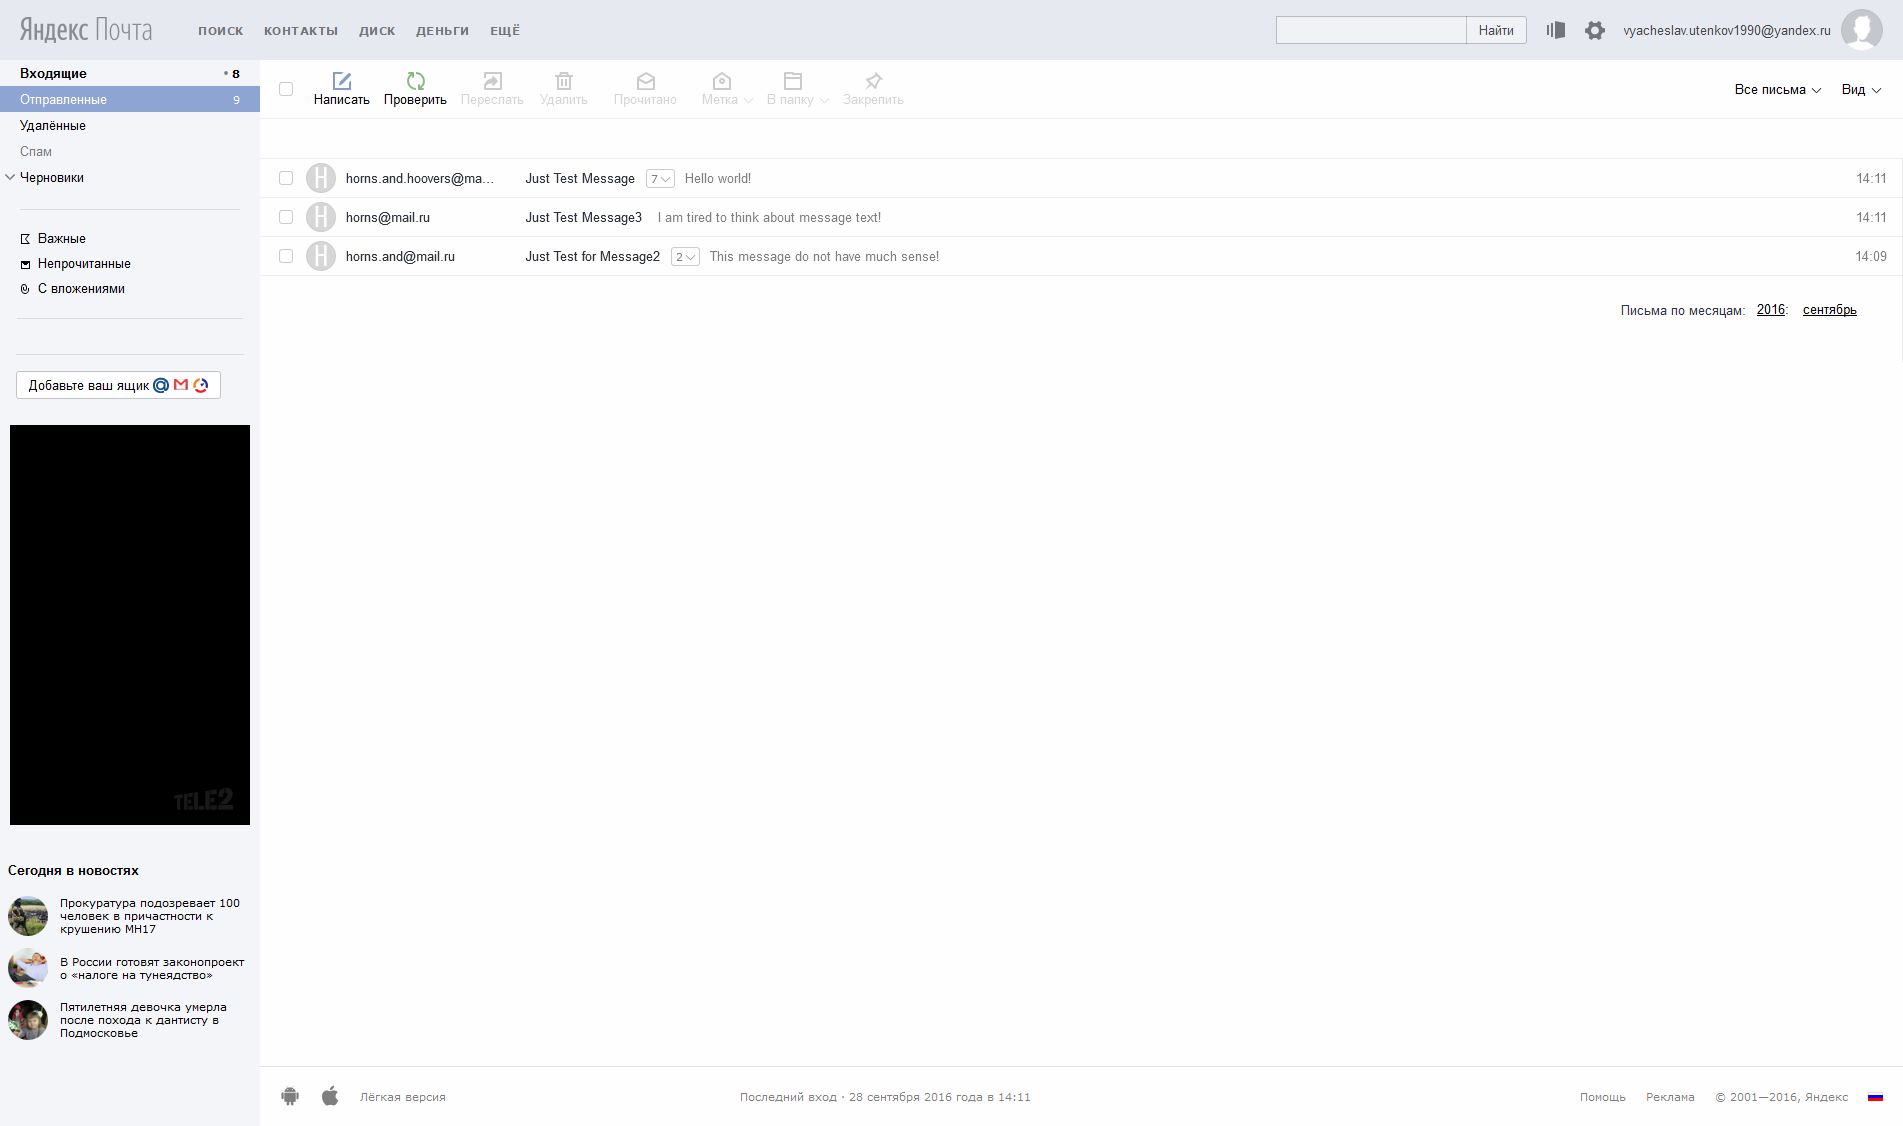 Яндекс Почта
ПОИСК КОНТАКТЫ ДИСК ДЕНЬГИ ЕЩЁ
Найти
vyacheslav.utenkov1990@yandex.ru
Входящие • 8
Отправленные 9
Удалённые
Спам
Черновики
Важные
Непрочитанные
С вложениями
Добавьте ваш ящик
TELE2
Сегодня в новостях
Прокуратура подозревает 100
человек в причастности к
крушению МН17
В России готовят законопроект
о «налоге на тунеядство»
Пятилетняя девочка умерла
после похода к дантисту в
Подмосковье
Написать Проверить Переслать Удалить Прочитано Метка В папку Закрепить
Все письма Вид
H horns.and.hoovers@ma... Just Test Message 7 Hello world! 14:11
H horns@mail.ru Just Test Message3 I am tired to think about message text! 14:11
H horns.and@mail.ru Just Test for Message2 2 This message do not have much sense! 14:09
Письма по месяцам: 2016: сентябрь
Лёгкая версия
Последний вход · 28 сентября 2016 года в 14:11
Помощь Реклама © 2001—2016, Яндекс